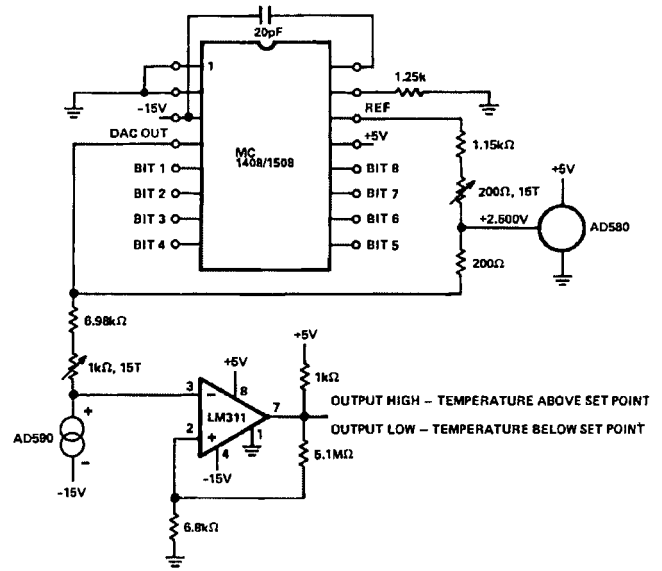 20pF
1
1.25k
-15V
REF
DAC OUT
+5V
1.15kΩ
MC
1408/1508
BIT 1
BIT 8
BIT 2
BIT 7
200Ω, 15T
+5V
BIT 3
BIT 6
+2.500V
AD580
BIT 4
BIT 5
200Ω
6.98kΩ
+5V
1kΩ, 15T
+5V
1kΩ
3
–
8
7
OUTPUT HIGH – TEMPERATURE ABOVE SET POINT
+
LM311
AD590
2
+
1
OUTPUT LOW – TEMPERATURE BELOW SET POINT
–
4
-15V
5.1MΩ
-15V
6.8kΩ